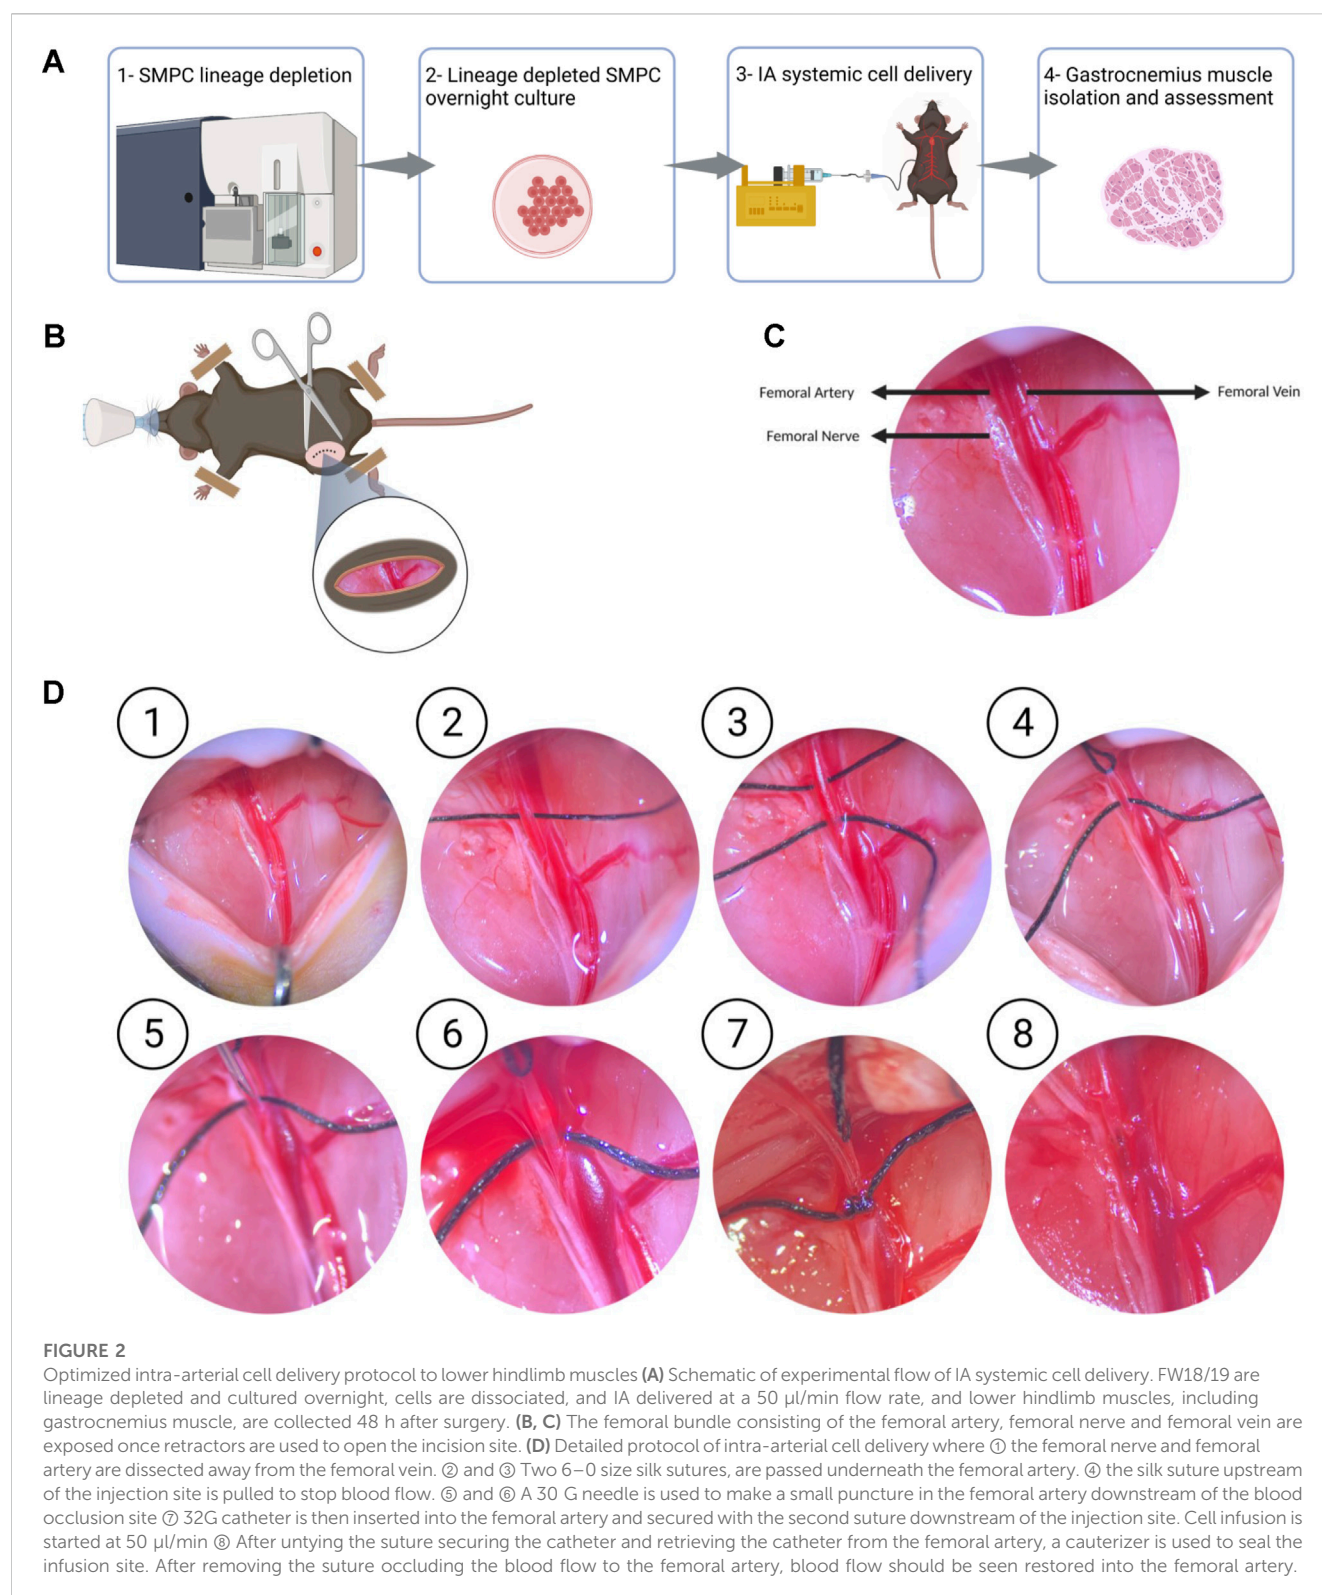 A
1- SMPC lineage depletion
2- Lineage depleted SMPC
overnight culture
3- IA systemic cell delivery
4- Gastrocnemius muscle
isolation and assessment
B
C
Femoral Artery
Femoral Vein
Femoral Nerve
D
1
2
3
4
5
6
7
8
FIGURE 2
Optimized intra-arterial cell delivery protocol to lower hindlimb muscles (A) Schematic of experimental flow of IA systemic cell delivery. FW18/19 are
lineage depleted and cultured overnight, cells are dissociated, and IA delivered at a 50 µl/min flow rate, and lower hindlimb muscles, including
gastrocnemius muscle, are collected 48 h after surgery. (B, C) The femoral bundle consisting of the femoral artery, femoral nerve and femoral vein are
exposed once retractors are used to open the incision site. (D) Detailed protocol of intra-arterial cell delivery where ① the femoral nerve and femoral
artery are dissected away from the femoral vein. ② and ③ Two 6–0 size silk sutures, are passed underneath the femoral artery. ④ the silk suture upstream
of the injection site is pulled to stop blood flow. ⑤ and ⑥ A 30 G needle is used to make a small puncture in the femoral artery downstream of the blood
occlusion site ⑦ 32G catheter is then inserted into the femoral artery and secured with the second suture downstream of the injection site. Cell infusion is
started at 50 µl/min ⑧ After untying the suture securing the catheter and retrieving the catheter from the femoral artery, a cauterizer is used to seal the
infusion site. After removing the suture occluding the blood flow to the femoral artery, blood flow should be seen restored into the femoral artery.